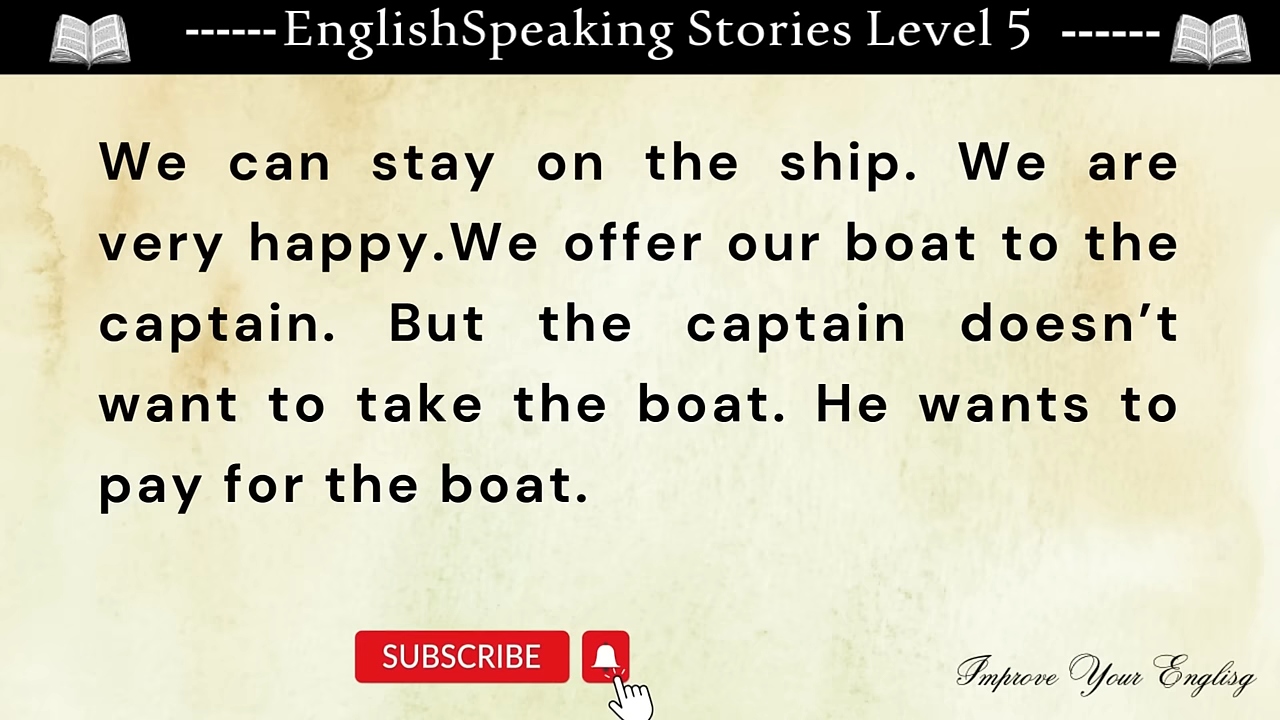 ------EnglishSpeaking Stories Level 5 ------
We can stay on the ship. We are
very happy.We offer our boat to the
captain. But the captain doesn’t
want to take the boat. He wants to
pay for the boat.
SUBSCRIBE
Improve Your Englisg